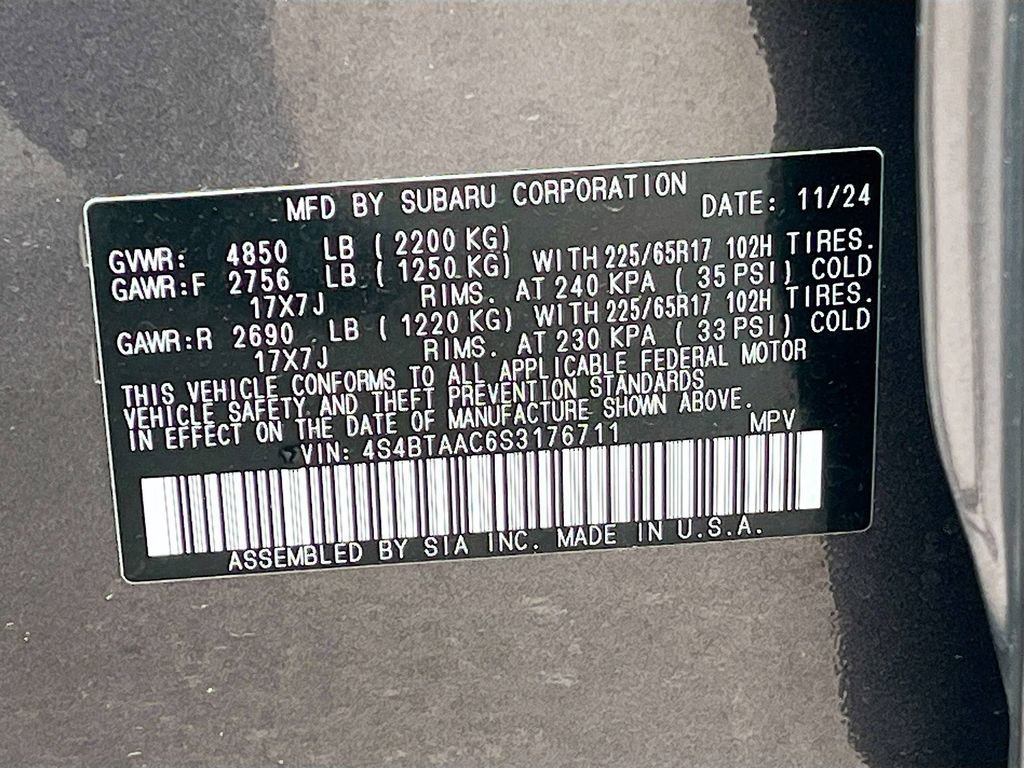 MFD BY SUBARU CORPORATION DATE: 11/24
GVWR: 4850 LB ( 2200 KG)
GAWR:F 2756 LB ( 1250 KG) WITH 225/65R17 102H TIRES.
17X7J RIMS. AT 240 KPA ( 35 PSI) COLD
GAWR:R 2690 LB ( 1220 KG) WITH 225/65R17 102H TIRES.
17X7J RIMS. AT 230 KPA ( 33 PSI) COLD
THIS VEHICLE CONFORMS TO ALL APPLICABLE FEDERAL MOTOR
VEHICLE SAFETY AND THEFT PREVENTION STANDARDS
IN EFFECT ON THE DATE OF MANUFACTURE SHOWN ABOVE.
VIN: 4S4BTAAC6S3176711 MPV
ASSEMBLED BY SIA INC. MADE IN U.S.A.